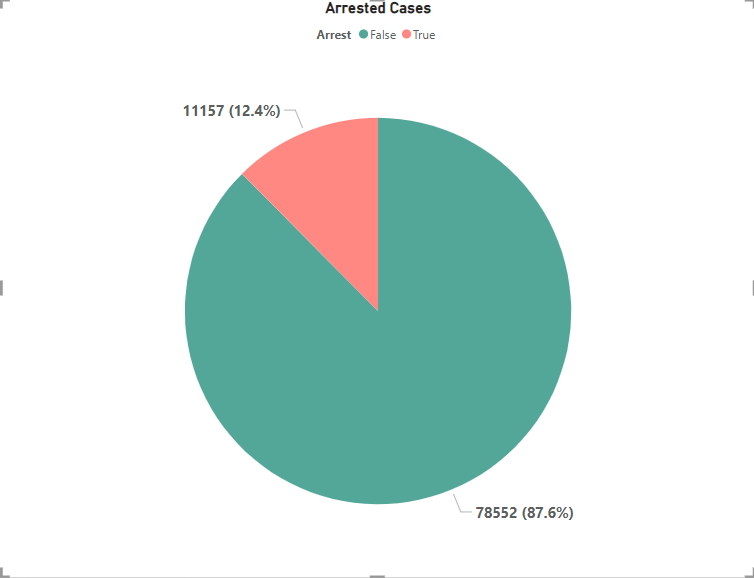 Arrested Cases
Arrest False True
11157 (12.4%)
78552 (87.6%)